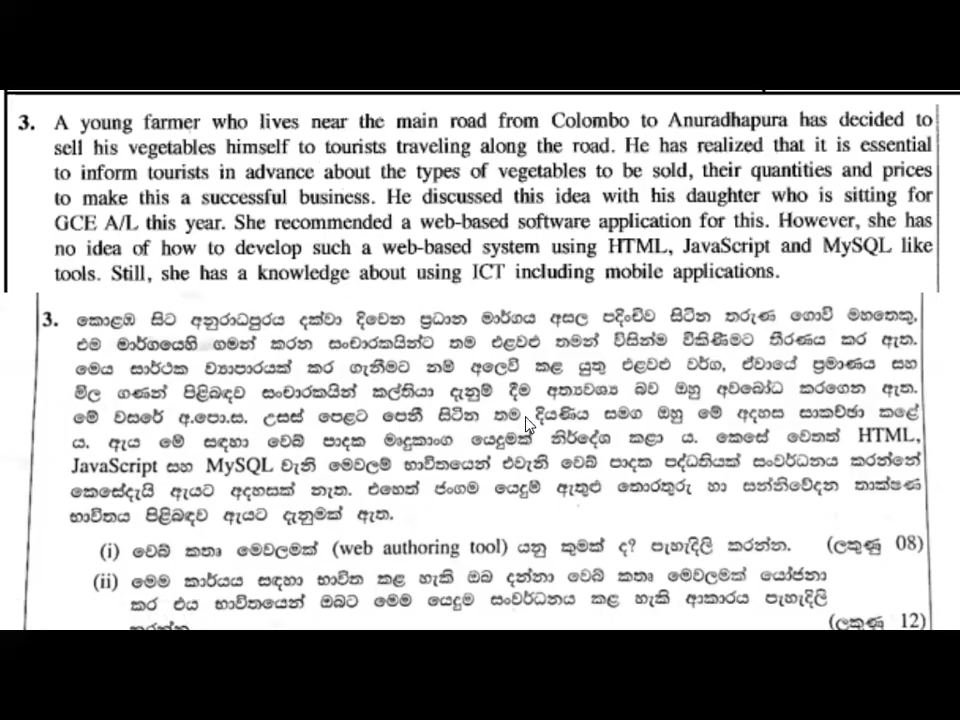 3. A young farmer who lives near the main road from Colombo to Anuradhapura has decided to
sell his vegetables himself to tourists traveling along the road. He has realized that it is essential
to inform tourists in advance about the types of vegetables to be sold, their quantities and prices
to make this a successful business. He discussed this idea with his daughter who is sitting for
GCE A/L this year. She recommended a web-based software application for this. However, she has
no idea of how to develop such a web-based system using HTML, JavaScript and MySQL like
tools. Still, she has a knowledge about using ICT including mobile applications.
3. කොළඹ සිට අනුරාධපුරය දක්වා දිවෙන ප්‍රධාන මාර්ගය අසල පදිංචිව සිටින තරුණ ගොවි මහතෙකු,
එම මාර්ගයෙහි ගමන් කරන සංචාරකයින්ට තම එළවළු තමන් විසින්ම විකිණීමට තීරණය කර ඇත.
මෙය සාර්ථක ව්‍යාපාරයක් කර ගැනීමට නම් අලෙවි කළ යුතු එළවළු වර්ග, ඒවායේ ප්‍රමාණය සහ
මිල ගණන් පිළිබඳව සංචාරකයින් කල්තියා දැනුම් දීම අත්‍යවශ්‍ය බව ඔහු අවබෝධ කරගෙන ඇත.
මේ වසරේ අ.පො.ස. උසස් පෙළට පෙනී සිටින තම දියණිය සමග ඔහු මේ අදහස සාකච්ඡා කළේ
ය. ඇය මේ සඳහා වෙබ් පාදක මෘදුකාංග යෙදුමක් නිර්දේශ කළා ය. කෙසේ වෙතත් HTML,
JavaScript සහ MySQL වැනි මෙවලම් භාවිතයෙන් එවැනි වෙබ් පාදක පද්ධතියක් සංවර්ධනය කරන්නේ
කෙසේදැයි ඇයට අදහසක් නැත. එහෙත් ජංගම යෙදුම් ඇතුළු තොරතුරු හා සන්නිවේදන තාක්ෂණ
භාවිතය පිළිබඳව ඇයට දැනුමක් ඇත.
(i) වෙබ් කතෘ මෙවලමක් (web authoring tool) යනු කුමක් ද? පැහැදිලි කරන්න. (ලකුණු 08)
(ii) මෙම කාර්යය සඳහා භාවිත කළ හැකි ඔබ දන්නා වෙබ් කතෘ මෙවලමක් යෝජනා
කර එය භාවිතයෙන් ඔබට මෙම යෙදුම සංවර්ධනය කළ හැකි ආකාරය පැහැදිලි
කරන්න. (ලකුණු 12)